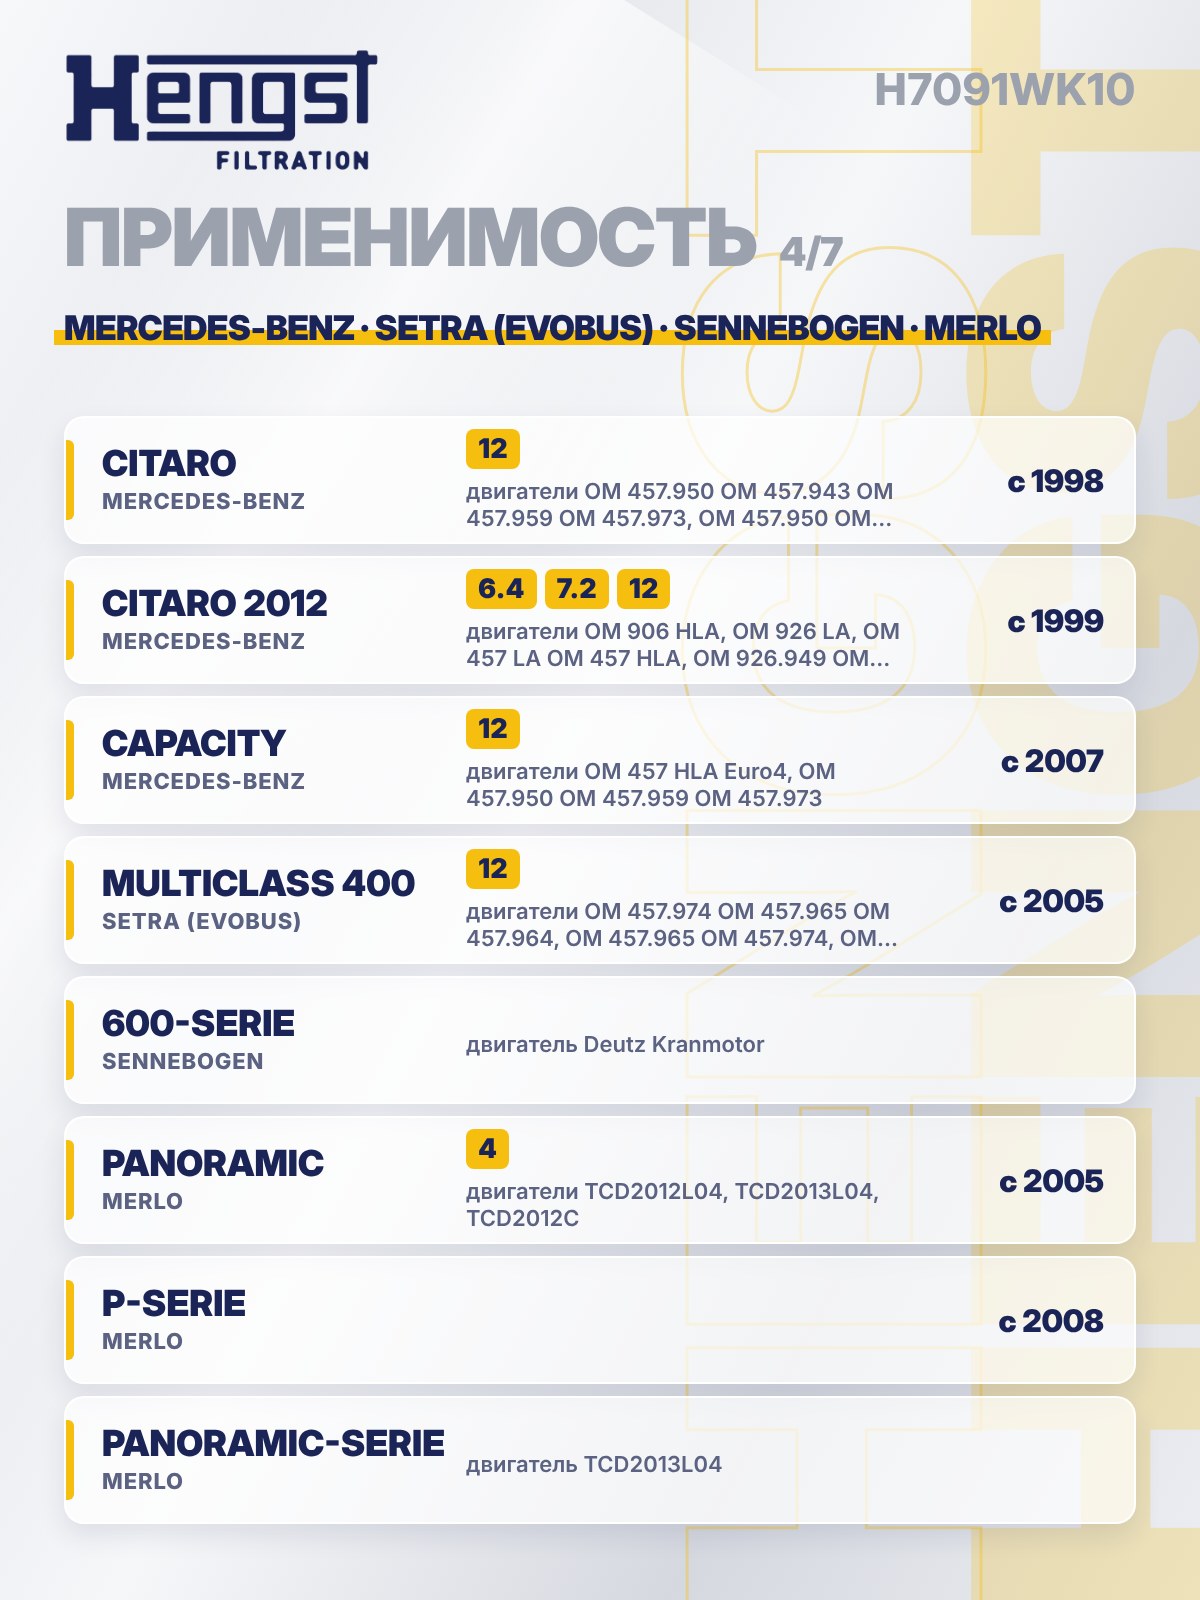 Hengst
FILTRATION
H7091WK10
ПРИМЕНИМОСТЬ 4/7
MERCEDES-BENZ · SETRA (EVOBUS) · SENNEBOGEN · MERLO
CITARO
MERCEDES-BENZ
12
двигатели OM 457.950 OM 457.943 OM
457.959 OM 457.973, OM 457.950 OM...
с 1998
CITARO 2012
MERCEDES-BENZ
6.4 7.2 12
двигатели OM 906 HLA, OM 926 LA, OM
457 LA OM 457 HLA, OM 926.949 OM...
с 1999
CAPACITY
MERCEDES-BENZ
12
двигатели OM 457 HLA Euro4, OM
457.950 OM 457.959 OM 457.973
с 2007
MULTICLASS 400
SETRA (EVOBUS)
12
двигатели OM 457.974 OM 457.965 OM
457.964, OM 457.965 OM 457.974, OM...
с 2005
600-SERIE
SENNEBOGEN
двигатель Deutz Kranmotor
PANORAMIC
MERLO
4
двигатели TCD2012L04, TCD2013L04,
TCD2012C
с 2005
P-SERIE
MERLO
с 2008
PANORAMIC-SERIE
MERLO
двигатель TCD2013L04
HENGST
HENGST